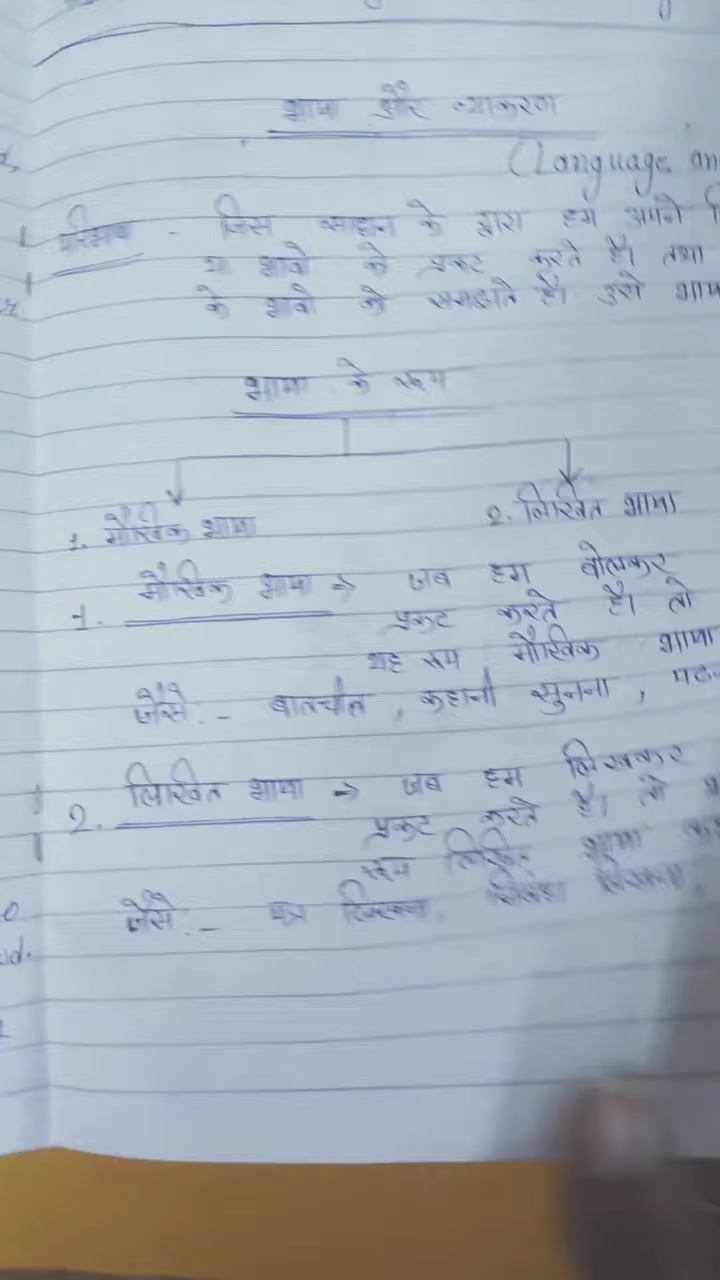 भाषा और व्याकरण
(Language an
परिभाषा - जिस साधन के द्वारा हम अपने
या भावो को प्रकट करते है। तथा
के भावो को समझते है। उसे भाषा
भाषा के रूप
1. मौखिक भाषा
2. लिखित भाषा
1. मौखिक भाषा → जब हम बोलकर
प्रकट करते है। तो
यह रूप मौखिक भाषा
जैसे:- बातचीत, कहानी सुनना,
2. लिखित भाषा → जब हम लिखकर
प्रकट करते है। तो
रूप लिखित भाषा
जैसे:- पत्र लिखना, लिखना,